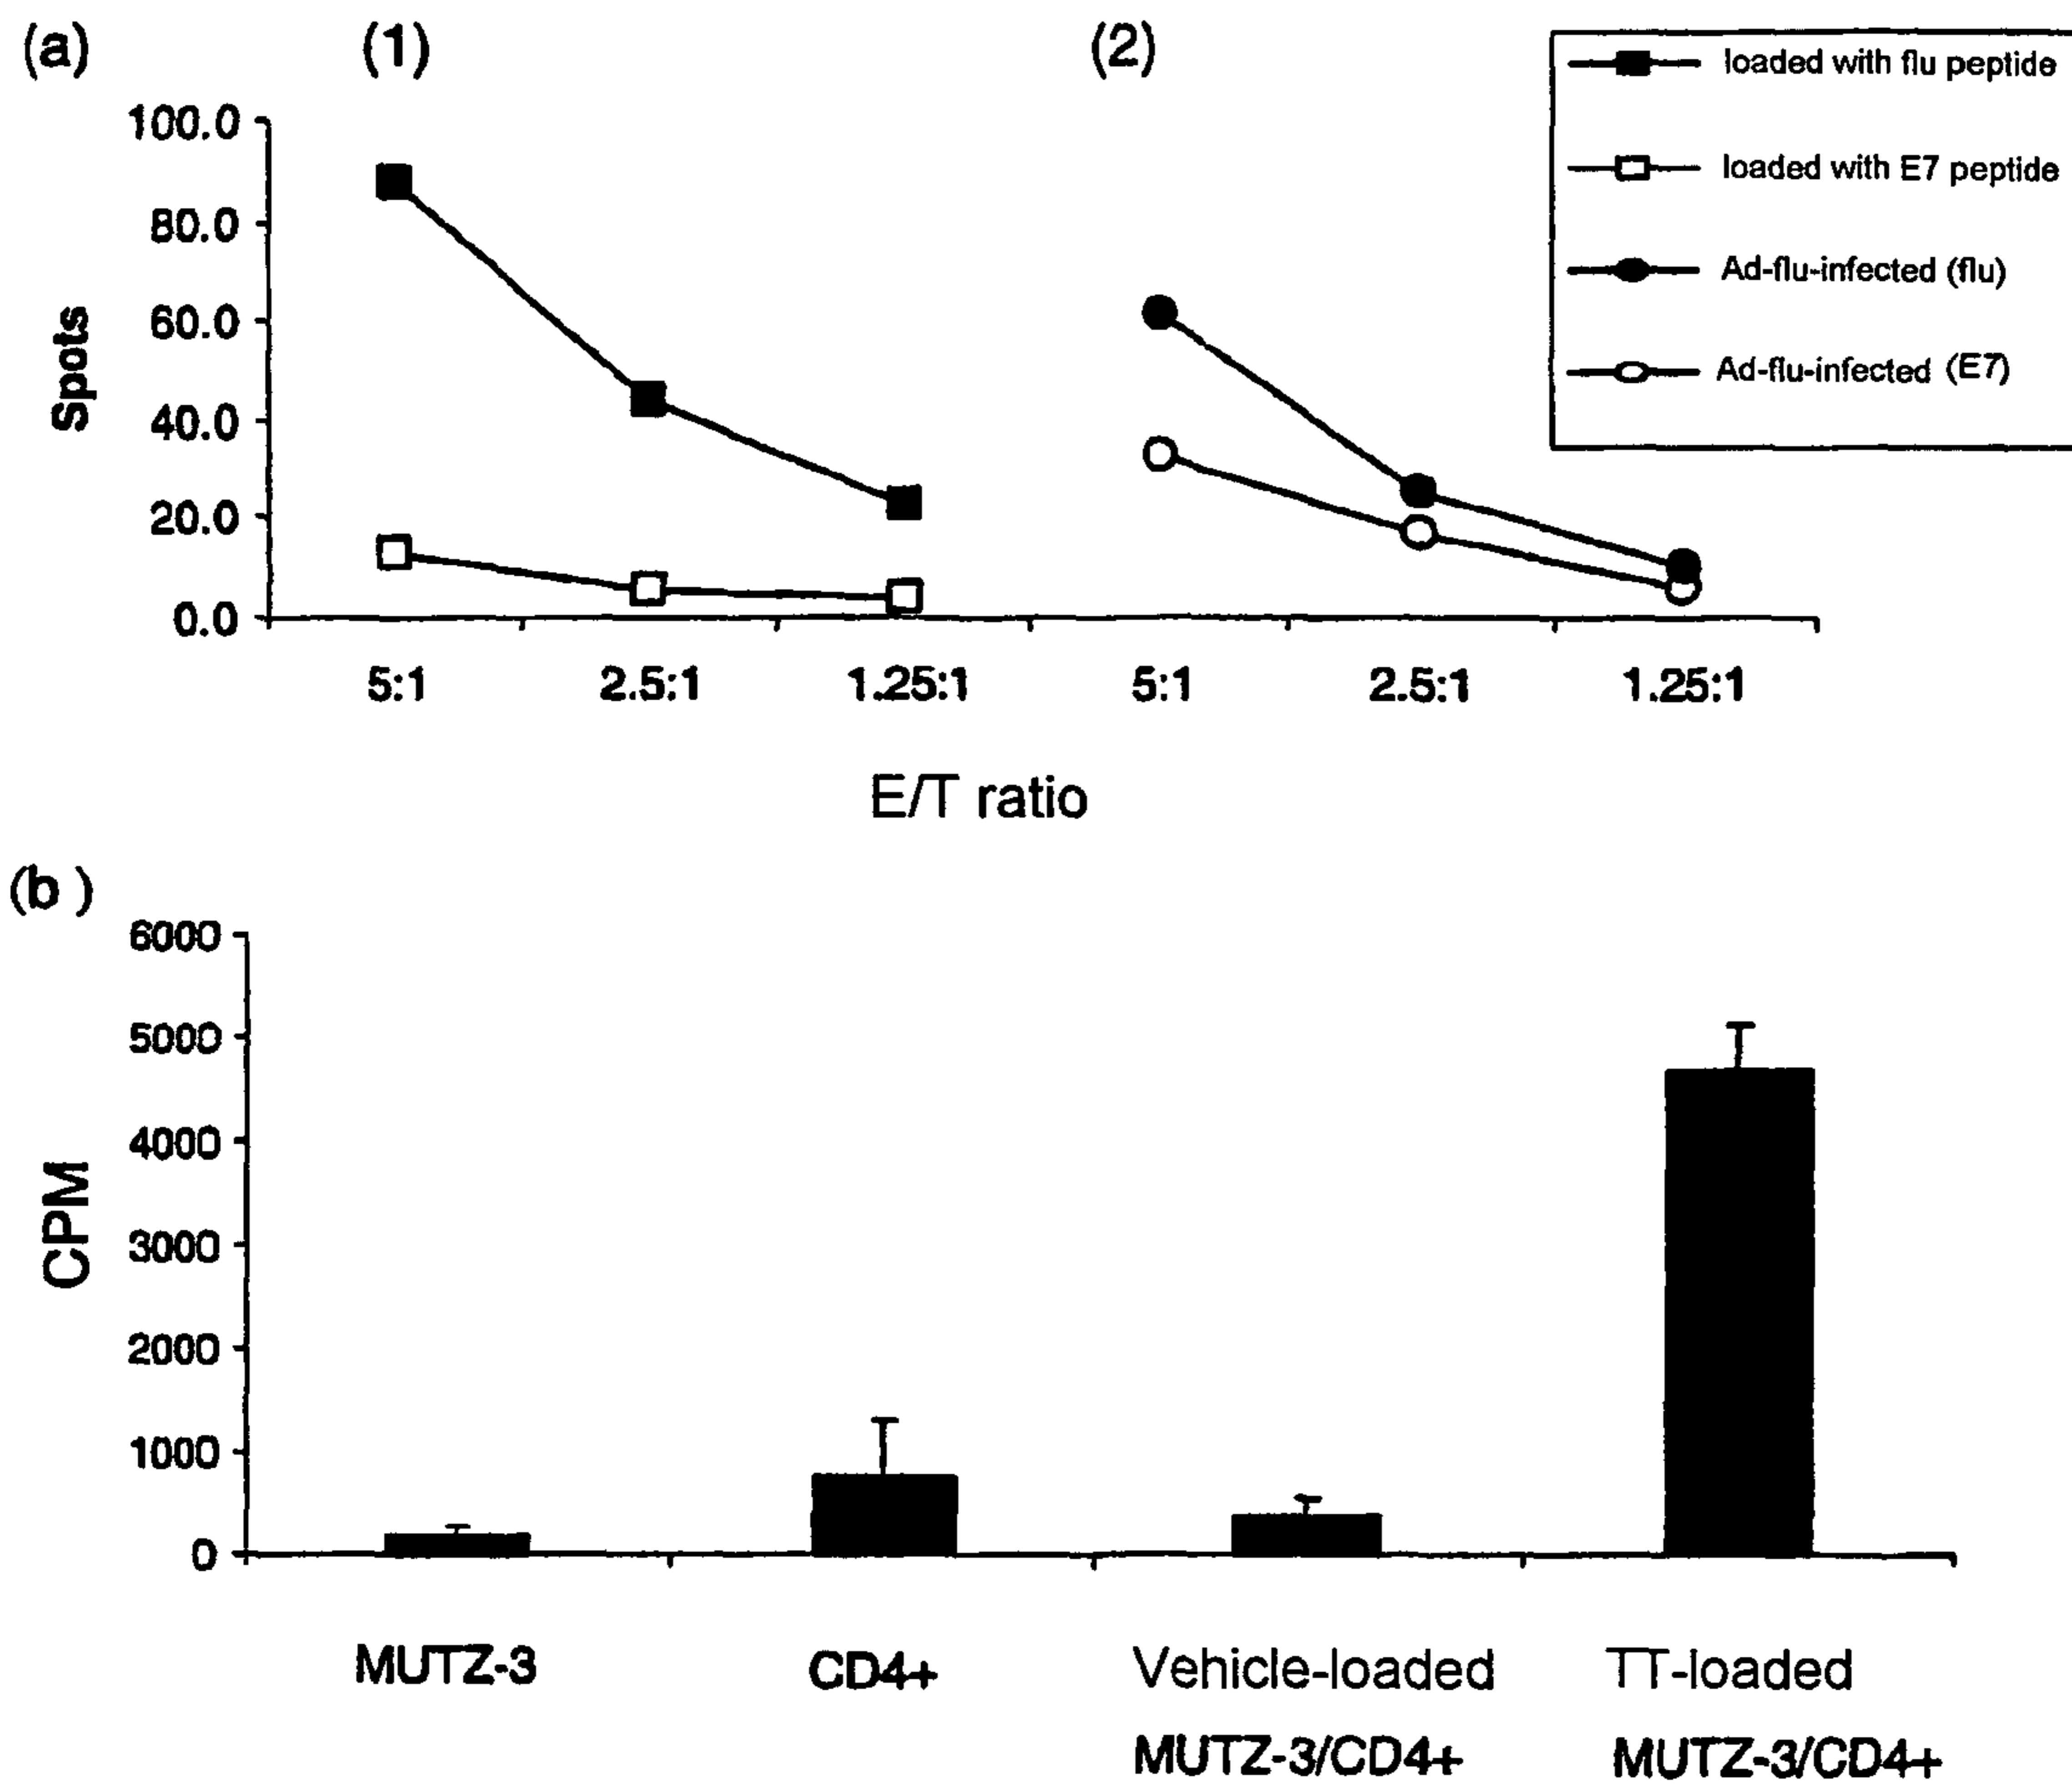 (a) (1) (2)
loaded with flu peptide
loaded with E7 peptide
Ad-flu-infected (flu)
Ad-flu-infected (E7)
100.0
80.0
60.0
40.0
20.0
0.0
Spots
5:1 2.5:1 1.25:1 5:1 2.5:1 1.25:1
E/T ratio
(b )
6000
5000
4000
3000
2000
1000
0
CPM
MUTZ-3 CD4+ Vehicle-loaded TT-loaded
MUTZ-3/CD4+ MUTZ-3/CD4+